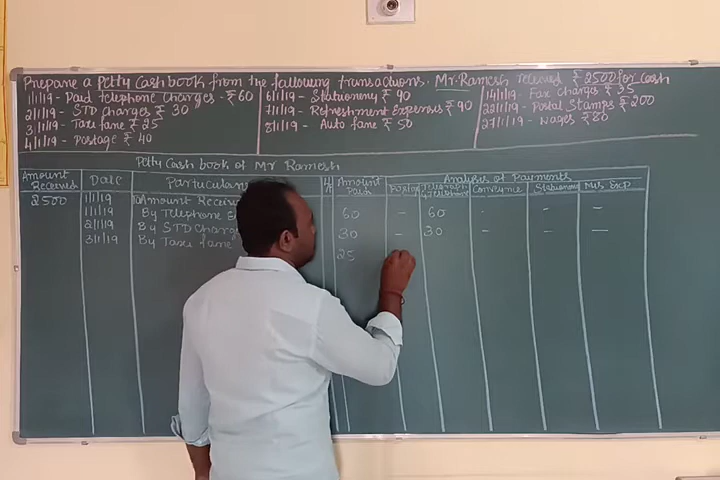 Prepare a Petty Cash book from the following transactions. Mr. Ramesh received ₹ 2500 for Cash
1/1/19 - Paid Telephone Charges - ₹ 60
2/1/19 - STD Charges ₹ 30
3/1/19 - Taxi fare ₹ 25
4/1/19 - Postage ₹ 40
6/1/19 - Stationery ₹ 90
7/1/19 - Refreshment Expenses ₹ 90
8/1/19 - Auto fare ₹ 50
14/1/19 - Fax Charges ₹ 35
22/1/19 - Postal Stamps ₹ 200
27/1/19 - Wages ₹ 80
Petty Cash book of Mr Ramesh
Amount Received Date Particulars Amount Paid Analysis of Payments
Postage Conveyance Stationery Mis. Exp
2500 1/1/19 To Amount Receiv
1/1/19 By Telephone E 60 - 60 - - -
2/1/19 By STD Charge 30 - 30 - - -
3/1/19 By Taxi fare 25